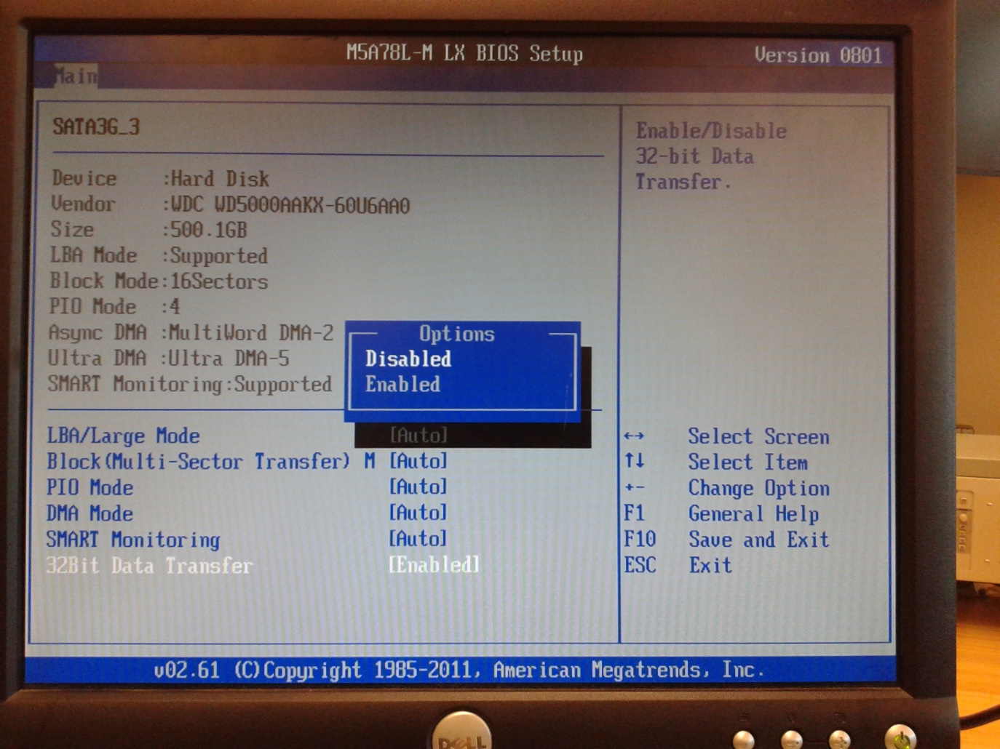 M5A78L-M LX BIOS Setup Version 0801
Main
SATA3G_3
Device :Hard Disk
Vendor :WDC WD5000AAKX-60U6AA0
Size :500.1GB
LBA Mode :Supported
Block Mode:16Sectors
PIO Mode :4
Async DMA :MultiWord DMA-2
Ultra DMA :Ultra DMA-5
SMART Monitoring:Supported
Options
Disabled
Enabled
LBA/Large Mode [Auto]
Block(Multi-Sector Transfer) M [Auto]
PIO Mode [Auto]
DMA Mode [Auto]
SMART Monitoring [Auto]
32Bit Data Transfer [Enabled]
Enable/Disable
32-bit Data
Transfer.
↔ Select Screen
↑↓ Select Item
+- Change Option
F1 General Help
F10 Save and Exit
ESC Exit
v02.61 (C)Copyright 1985-2011, American Megatrends, Inc.
DELL